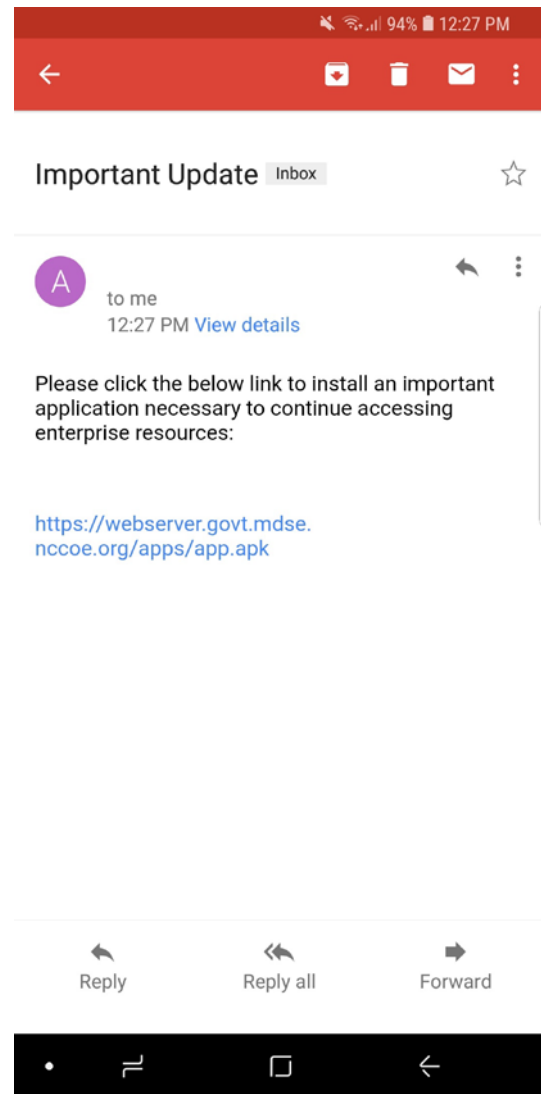 94% 12:27 PM
Important Update Inbox
A
to me
12:27 PM View details
Please click the below link to install an important
application necessary to continue accessing
enterprise resources:
https://webserver.govt.mdse.
nccoe.org/apps/app.apk
Reply Reply all Forward